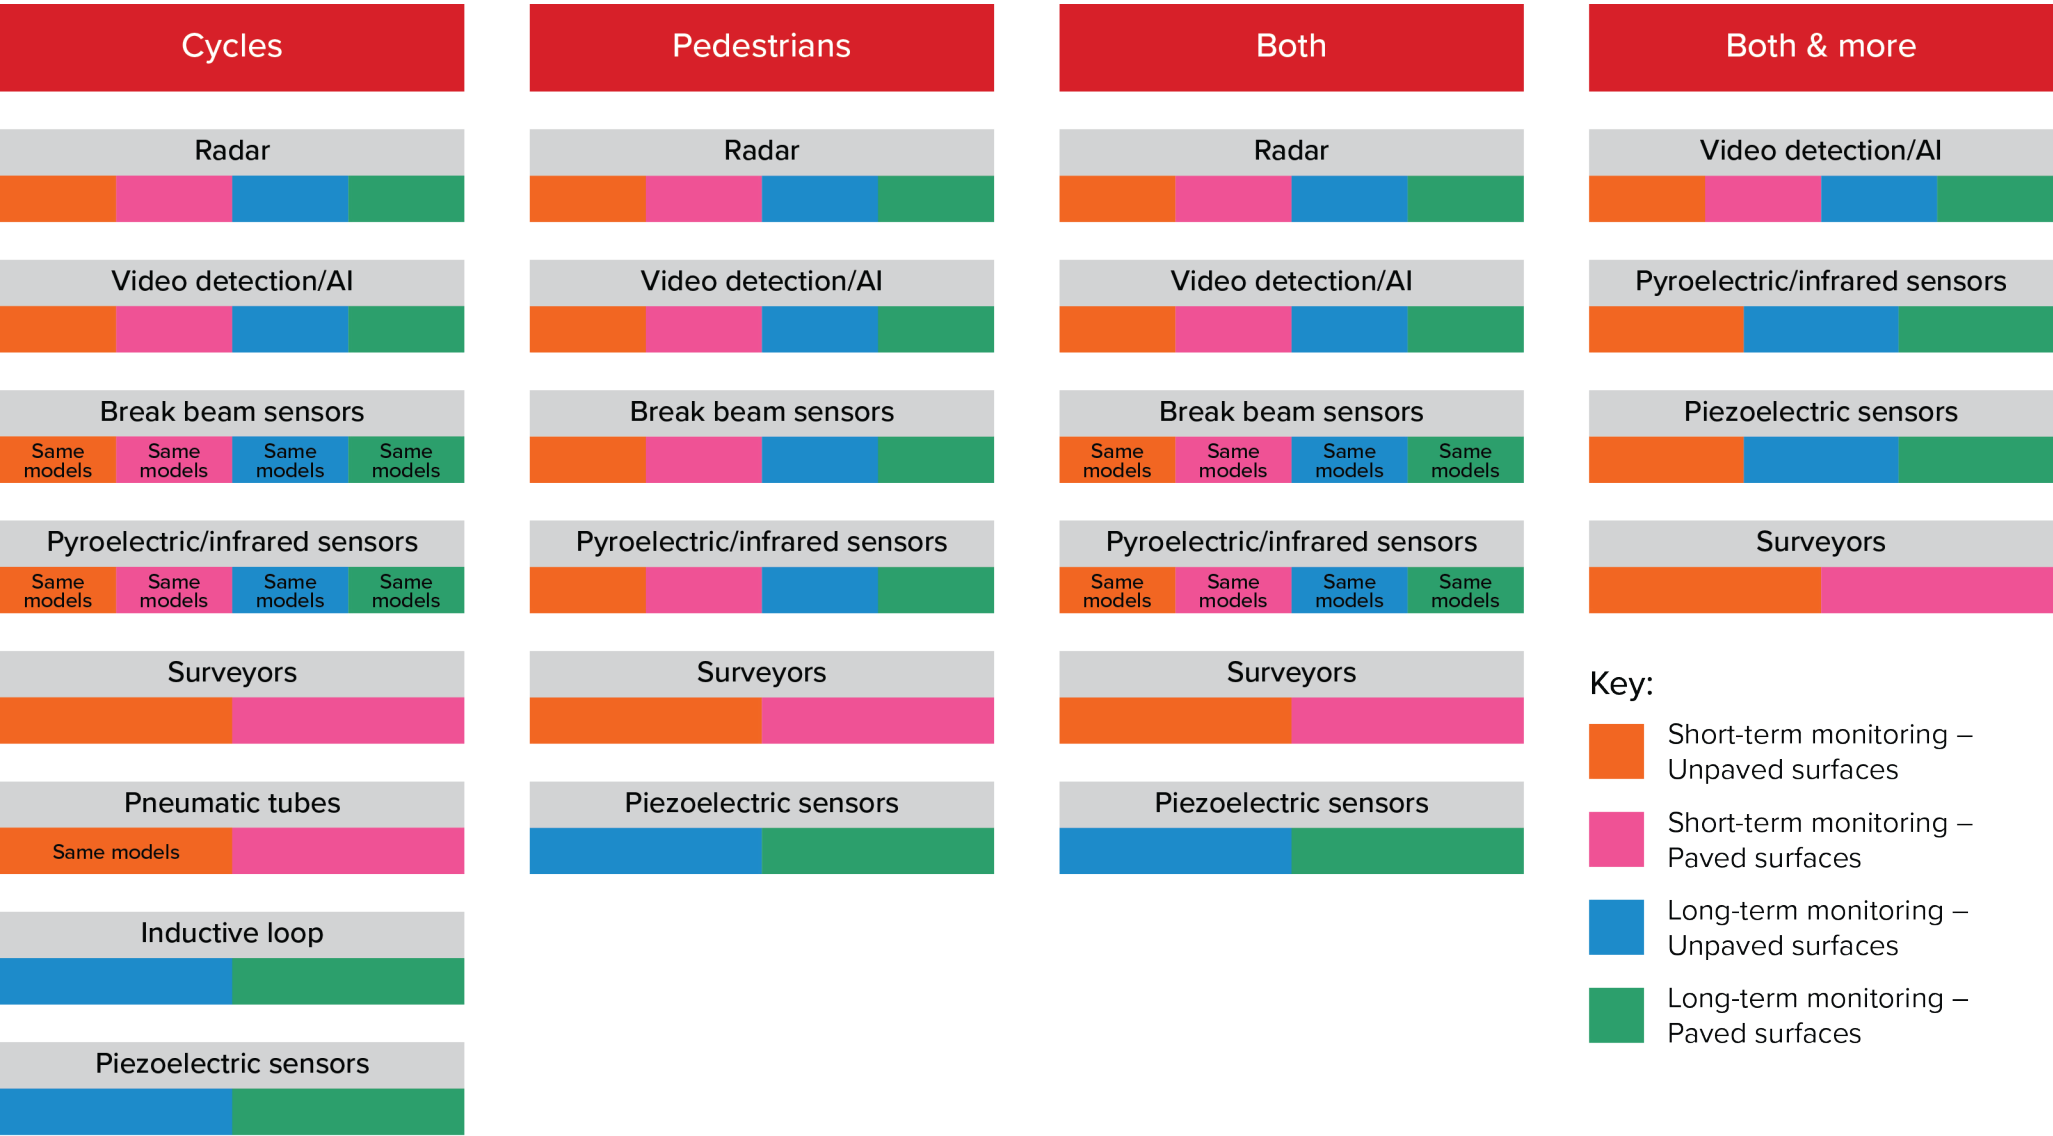 Cycles
Radar
Video detection/AI
Break beam sensors
Same models
Same models
Same models
Same models
Pyroelectric/infrared sensors
Same models
Same models
Same models
Same models
Surveyors
Pneumatic tubes
Same models
Inductive loop
Piezoelectric sensors
Pedestrians
Radar
Video detection/AI
Break beam sensors
Pyroelectric/infrared sensors
Surveyors
Piezoelectric sensors
Both
Radar
Video detection/AI
Break beam sensors
Same models
Same models
Same models
Same models
Pyroelectric/infrared sensors
Same models
Same models
Same models
Same models
Surveyors
Piezoelectric sensors
Both & more
Video detection/AI
Pyroelectric/infrared sensors
Piezoelectric sensors
Surveyors
Key:
Short-term monitoring –
Unpaved surfaces
Short-term monitoring –
Paved surfaces
Long-term monitoring –
Unpaved surfaces
Long-term monitoring –
Paved surfaces